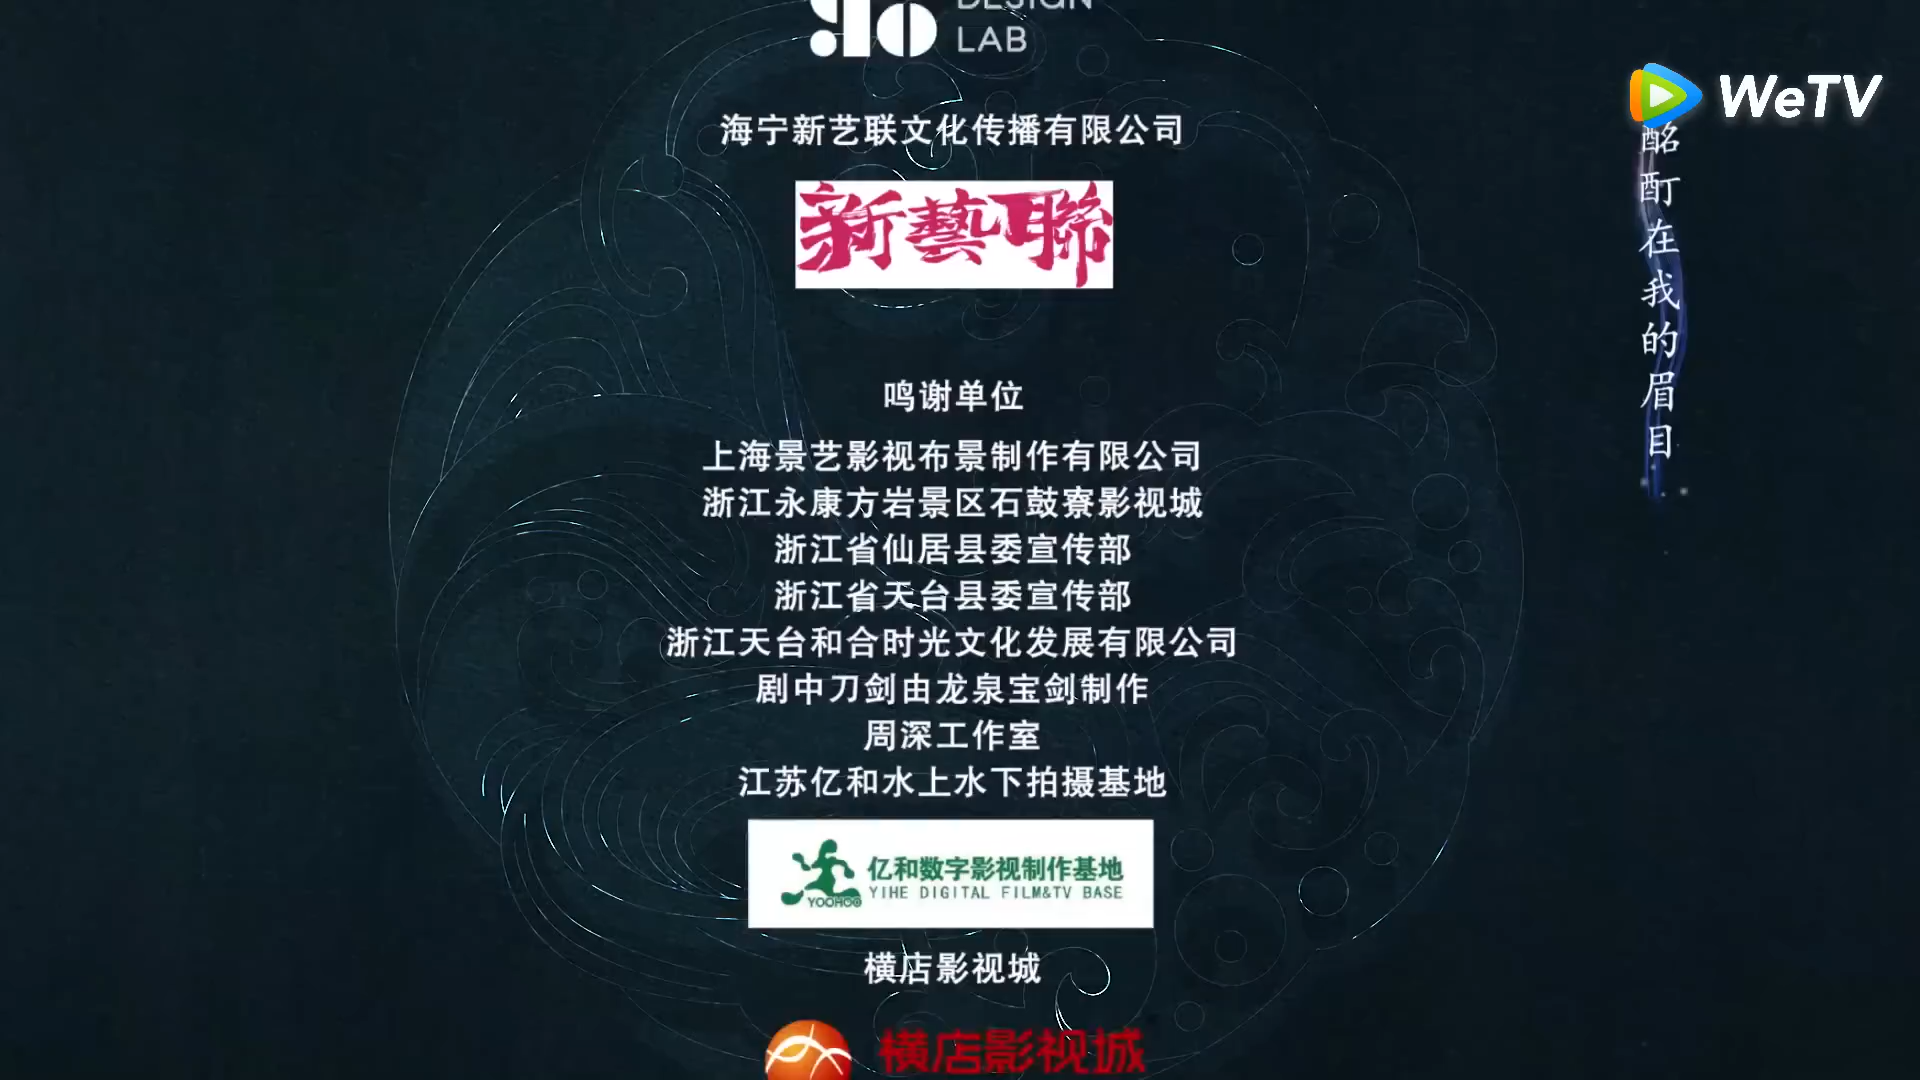 DESIGN
LAB
海宁新艺联文化传播有限公司
新藝聯
鸣谢单位
上海景艺影视布景制作有限公司
浙江永康方岩景区石鼓寮影视城
浙江省仙居县委宣传部
浙江省天台县委宣传部
浙江天台和合时光文化发展有限公司
剧中刀剑由龙泉宝剑制作
周深工作室
江苏亿和水上水下拍摄基地
YOOHOO
亿和数字影视制作基地
YIHE DIGITAL FILM&TV BASE
横店影视城
横店影视城
WeTV
酩酊在我的眉目